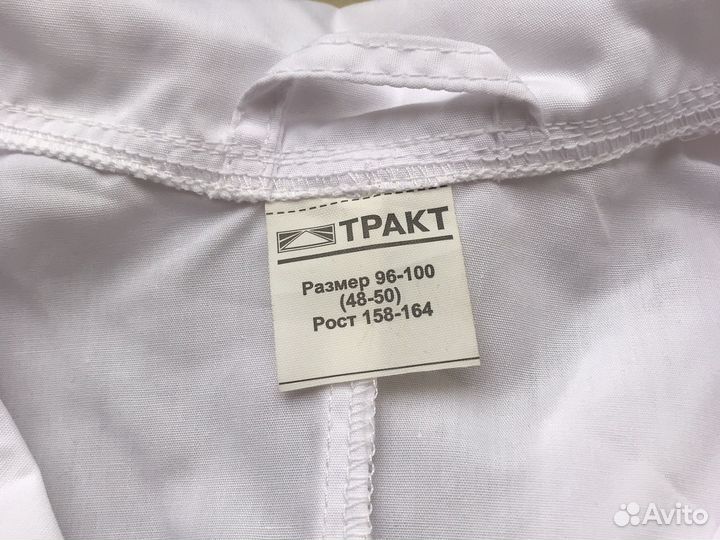 ТРАКТ
Размер 96-100
(48-50)
Рост 158-164
Avito